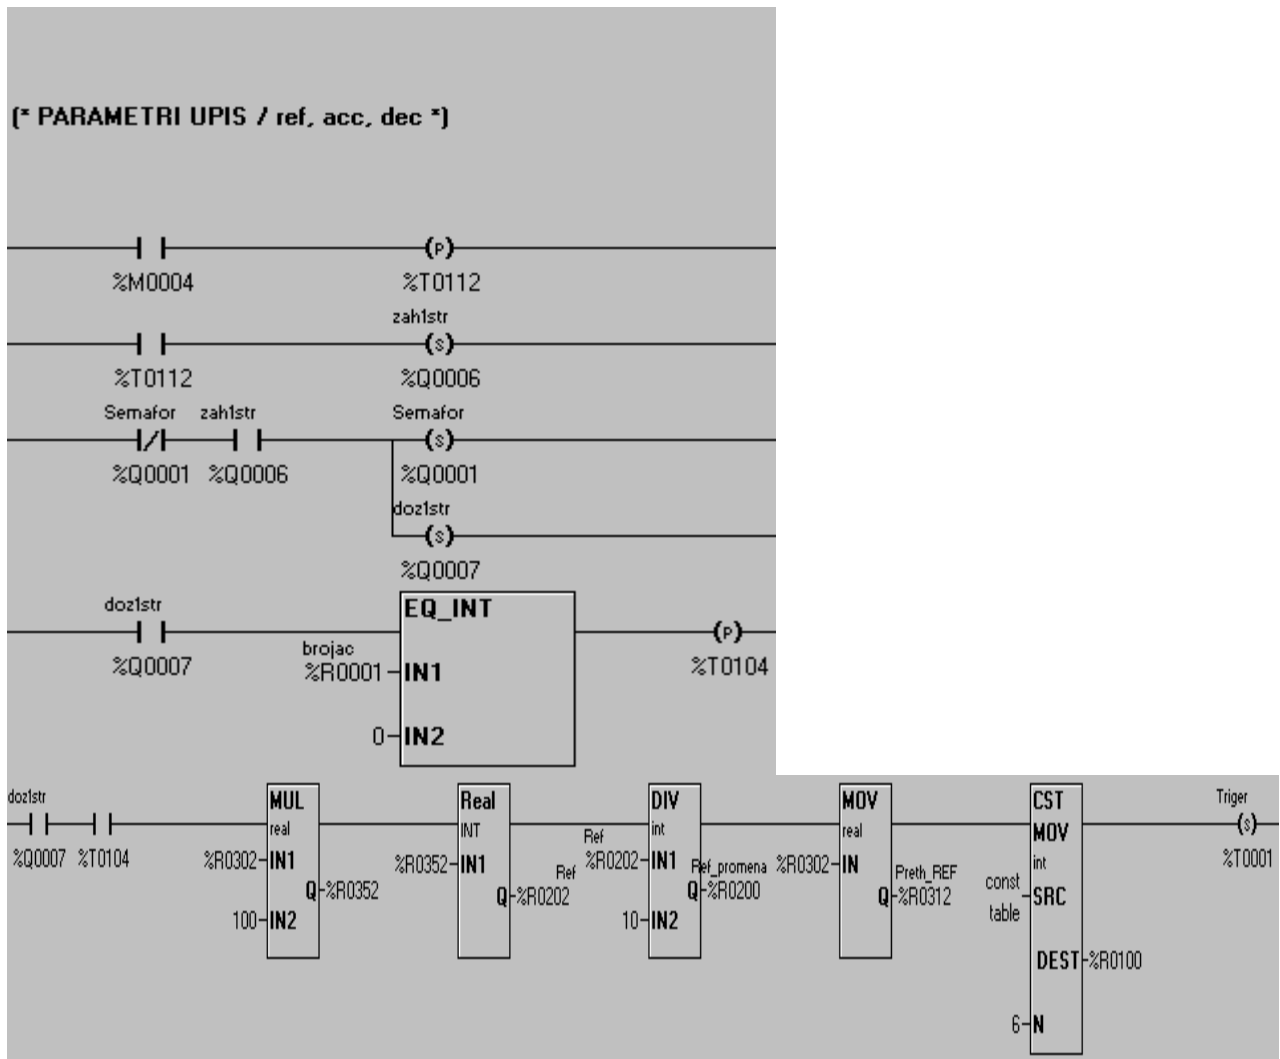 (* PARAMETRI UPIS / ref, acc, dec *)
(P)
%M0004 %T0112
zah1str
(S)
%T0112 %Q0006
Semafor zah1str Semafor
(S)
%Q0001 %Q0006 %Q0001
doz1str
(S)
%Q0007
doz1str EQ_INT
(P)
brojac
%Q0007 %R0001 IN1 %T0104
0 IN2
doz1str MUL Real DIV MOV CST Triger
real INT int real MOV (S)
%Q0007 %T0104 %R0302 IN1 %R0352 IN1 Ref %R0202 IN1 %R0302 IN int %T0001
Q %R0352 Ref Q %R0202 Ref_promena Q %R0200 Preth_REF Q %R0312 const table SRC
100 IN2 10 IN2
DEST %R0100
6 N